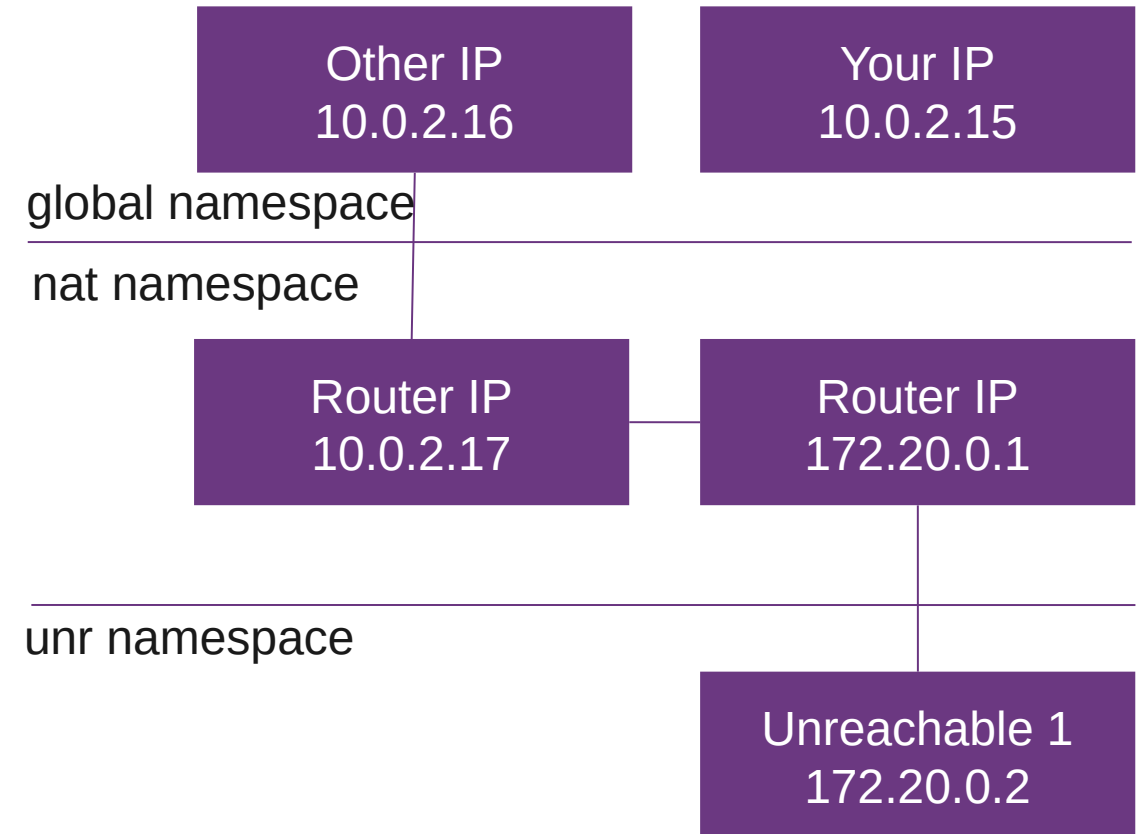 Other IP
10.0.2.16
Your IP
10.0.2.15
global namespace
nat namespace
Router IP
10.0.2.17
Router IP
172.20.0.1
unr namespace
Unreachable 1
172.20.0.2